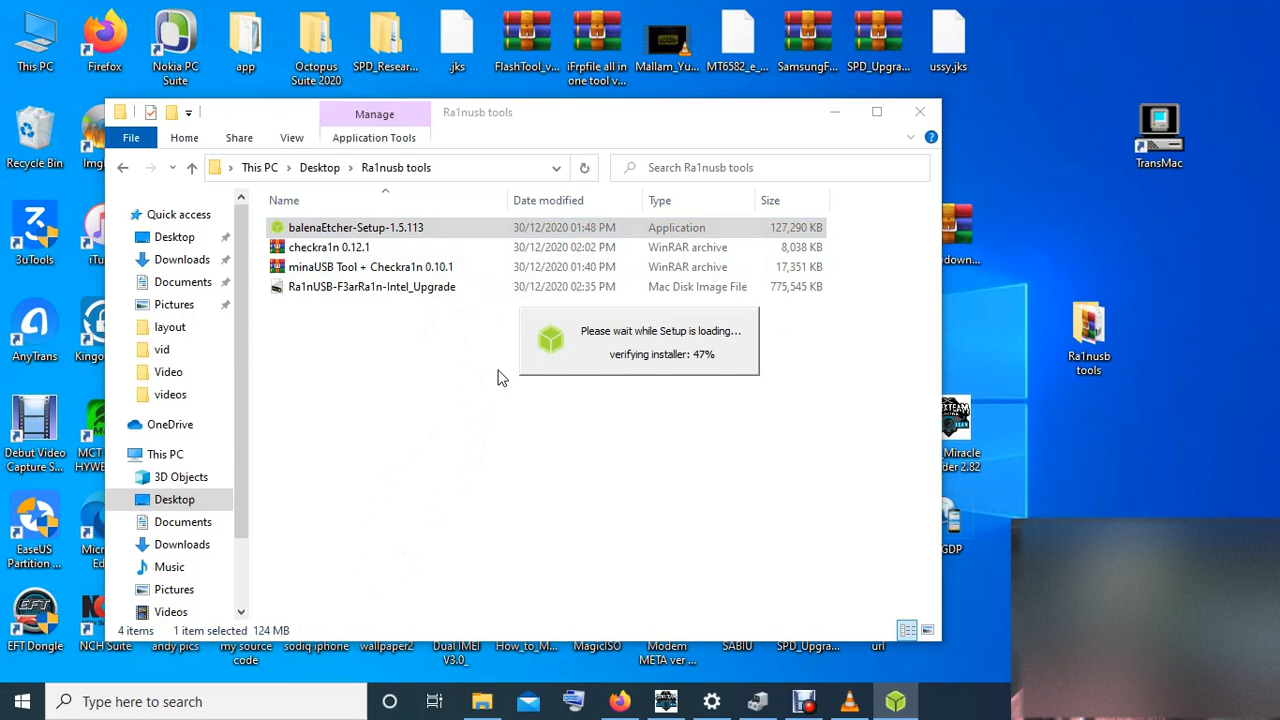 This PC
Firefox
Nokia PC
Suite
app
Octopus
Suite 2020
SPD_Resear...
.jks
FlashTool_v...
iFrpfile all in
one tool v...
Mallam_Yu...
MT6582_e_...
SamsungF...
SPD_Upgra...
ussy.jks
Manage
Ra1nusb tools
File
Home
Share
View
Application Tools
This PC
Desktop
Ra1nusb tools
Search Ra1nusb tools
Name
Date modified
Type
Size
balenaEtcher-Setup-1.5.113
30/12/2020 01:48 PM
Application
127,290 KB
checkra1n 0.12.1
30/12/2020 02:02 PM
WinRAR archive
8,038 KB
minaUSB Tool + Checkra1n 0.10.1
30/12/2020 01:40 PM
WinRAR archive
17,351 KB
Ra1nUSB-F3arRa1n-Intel_Upgrade
30/12/2020 02:35 PM
Mac Disk Image File
775,545 KB
Please wait while Setup is loading...
verifying installer: 47%
Quick access
Desktop
Downloads
Documents
Pictures
layout
vid
Video
videos
OneDrive
This PC
3D Objects
Desktop
Documents
Downloads
Music
Pictures
Videos
4 items
1 item selected 124 MB
Recycle Bin
Img
3uTools
iTu
AnyTrans
Kingo
Debut Video
Capture S...
MCT
HYWE
EaseUS
Partition ...
Micr
Ed
EFT Dongle
NCH Suite
andy pics
my source
code
sodiq iphone
wallpaper2
Dual IMEI
V3.0_
How_to_M...
MagicISO
Modem
META ver ...
SABIU
SPD_Upgra...
url
TransMac
down...
Ra1nusb
tools
Miracle
der 2.82
GDP
Type here to search